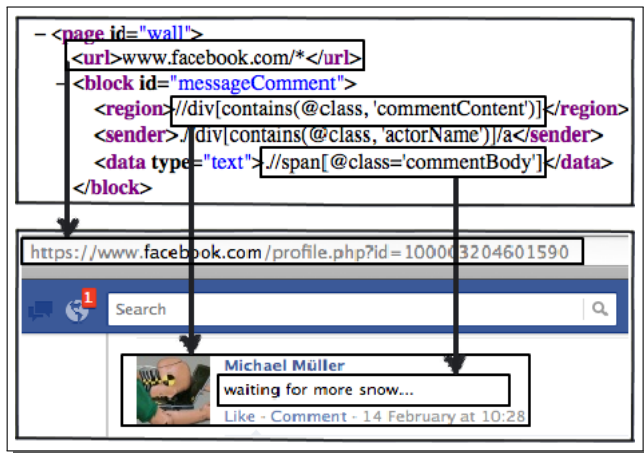 – <page id="wall">
<url>www.facebook.com/*</url>
– <block id="messageComment">
<region>//div[contains(@class, 'commentContent')]</region>
<sender>.//div[contains(@class, 'actorName')]/a</sender>
<data type="text">.//span[@class='commentBody']</data>
</block>
https://www.facebook.com/profile.php?id=100003204601590
1
Search
Michael Müller
waiting for more snow...
Like - Comment - 14 February at 10:28